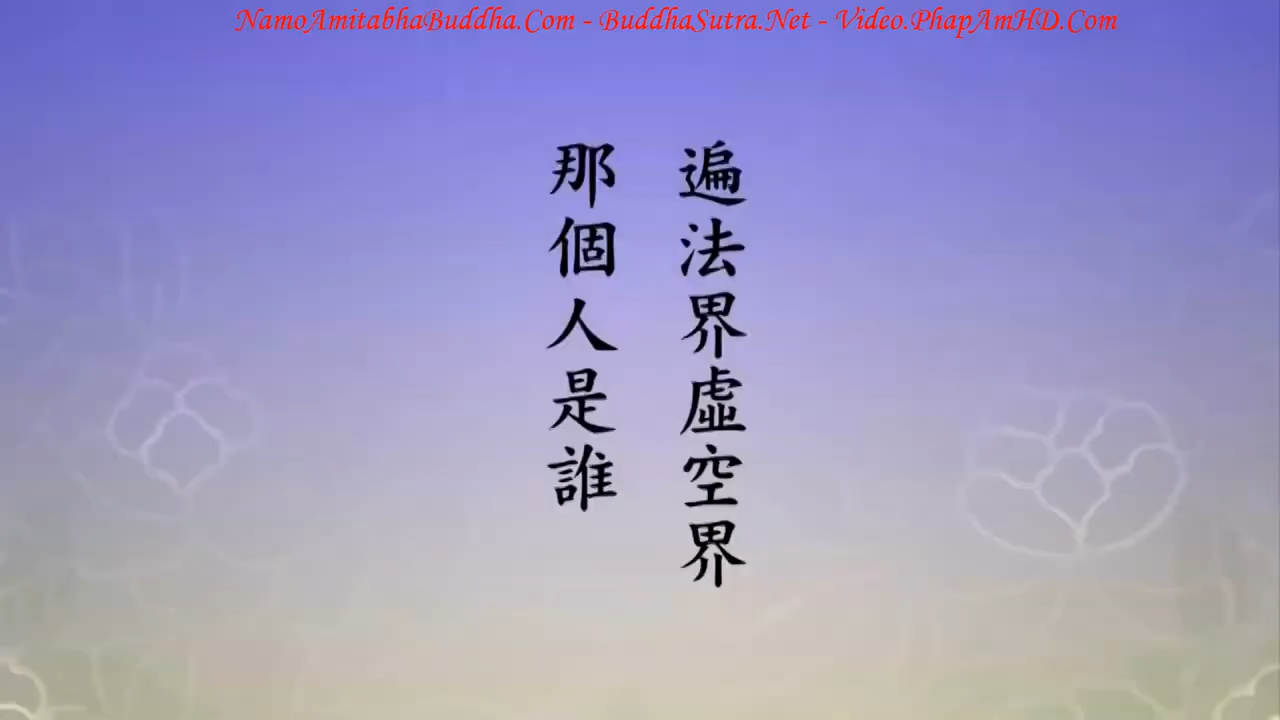 NamoAmitabhaBuddha.Com - BuddhaSutra.Net - Video.PhapAmHD.Com
遍法界虛空界
那個人是誰